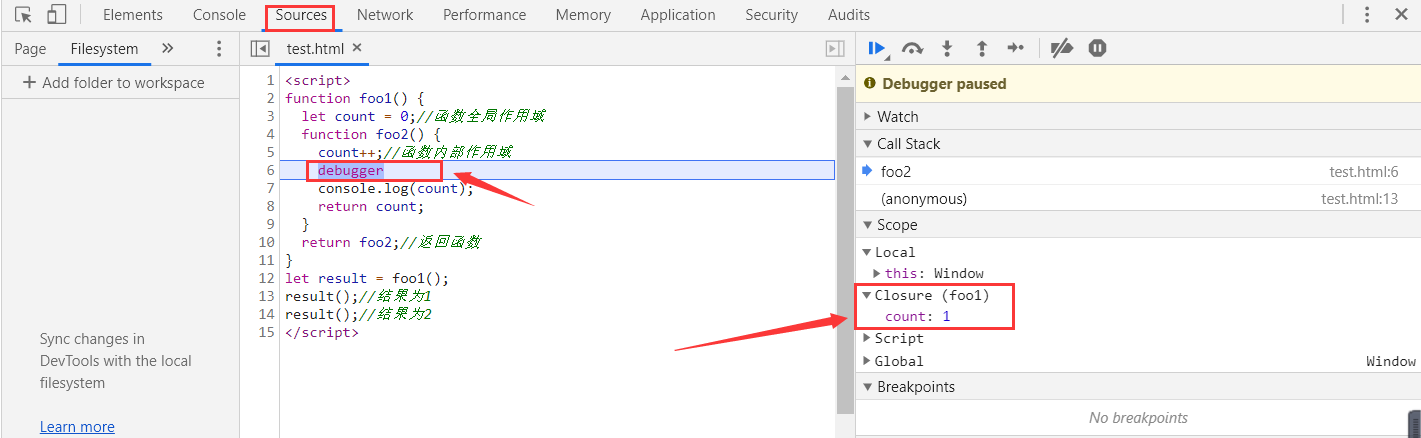 Elements Console Sources Network Performance Memory Application Security Audits
Page Filesystem »
+ Add folder to workspace
Sync changes in
DevTools with the local
filesystem
Learn more
test.html ×
1 <script>
2 function foo1() {
3 let count = 0;//函数全局作用域
4 function foo2() {
5 count++;//函数内部作用域
6 debugger
7 console.log(count);
8 return count;
9 }
10 return foo2;//返回函数
11 }
12 let result = foo1();
13 result();//结果为1
14 result();//结果为2
15 </script>
Debugger paused
Watch
Call Stack
foo2 test.html:6
(anonymous) test.html:13
Scope
Local
this: Window
Closure (foo1)
count: 1
Script
Global Window
Breakpoints
No breakpoints